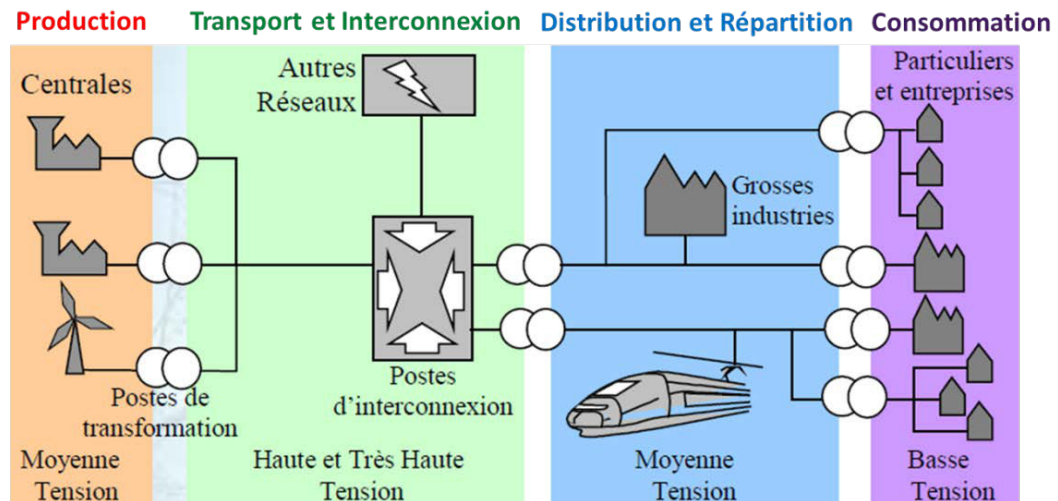 Production
Transport et Interconnexion
Distribution et Répartition
Consommation
Centrales
Autres
Réseaux
Particuliers
et entreprises
Grosses
industries
Postes de
transformation
Postes
d'interconnexion
Moyenne
Tension
Haute et Très Haute
Tension
Moyenne
Tension
Basse
Tension